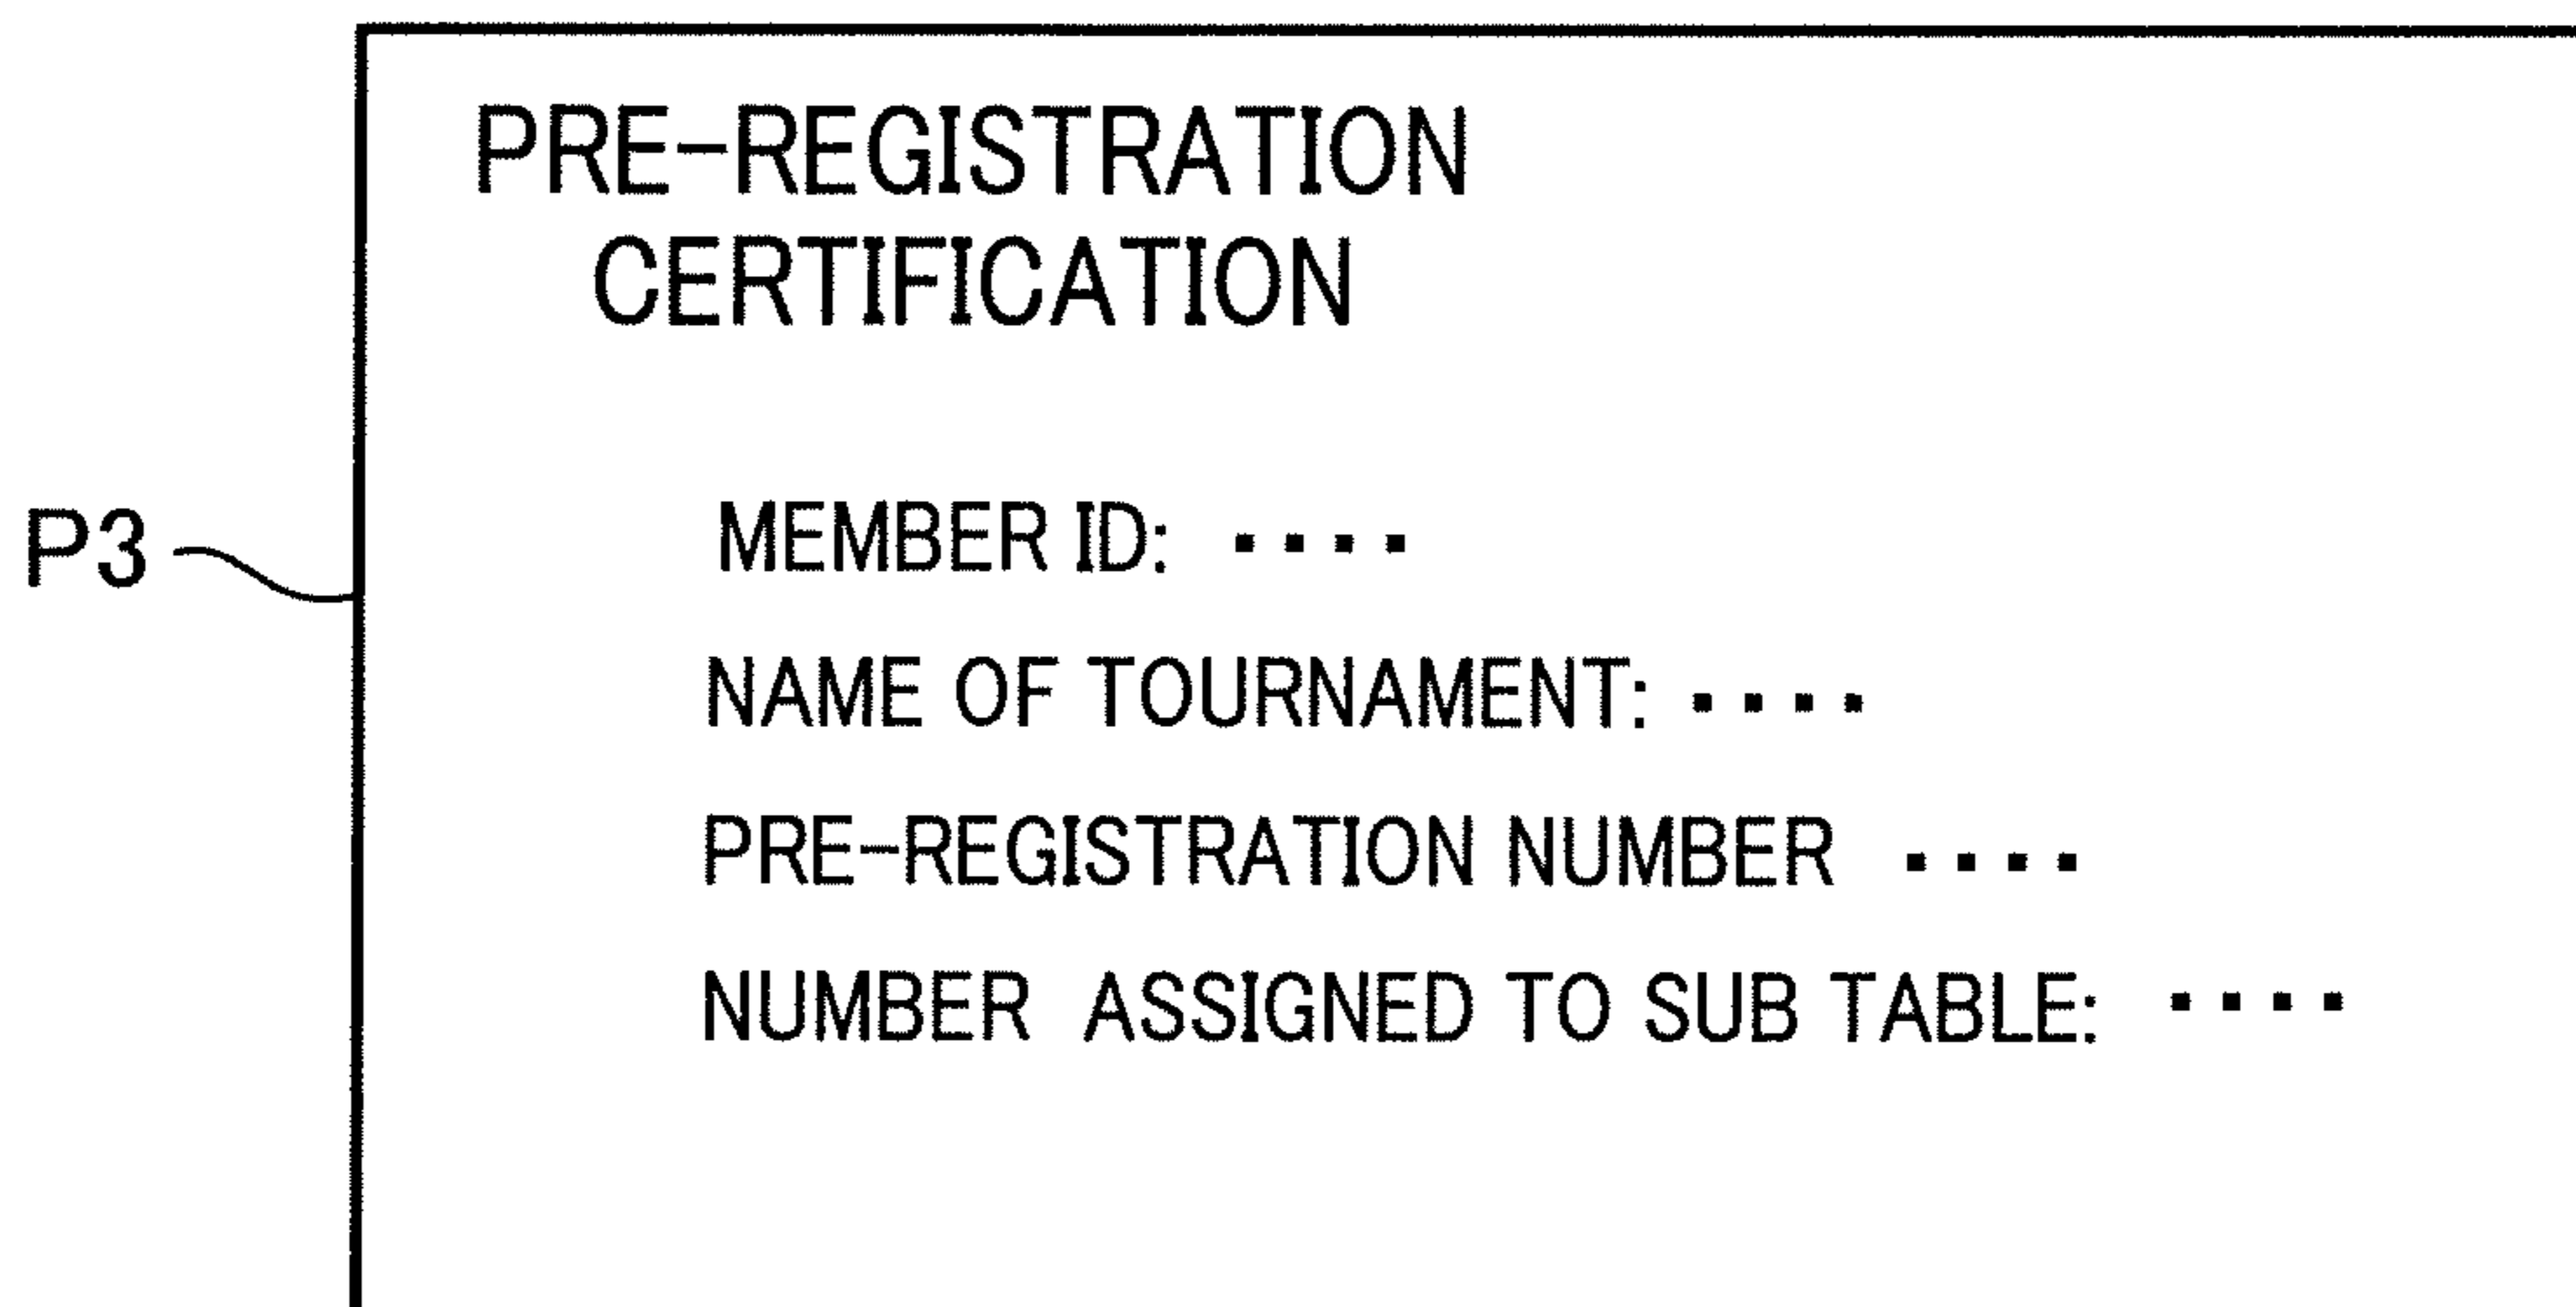 PRE-REGISTRATION
CERTIFICATION
P3
MEMBER ID: ▪ ▪ ▪ ▪
NAME OF TOURNAMENT: ▪ ▪ ▪ ▪
PRE-REGISTRATION NUMBER ▪ ▪ ▪ ▪
NUMBER ASSIGNED TO SUB TABLE: ▪ ▪ ▪ ▪